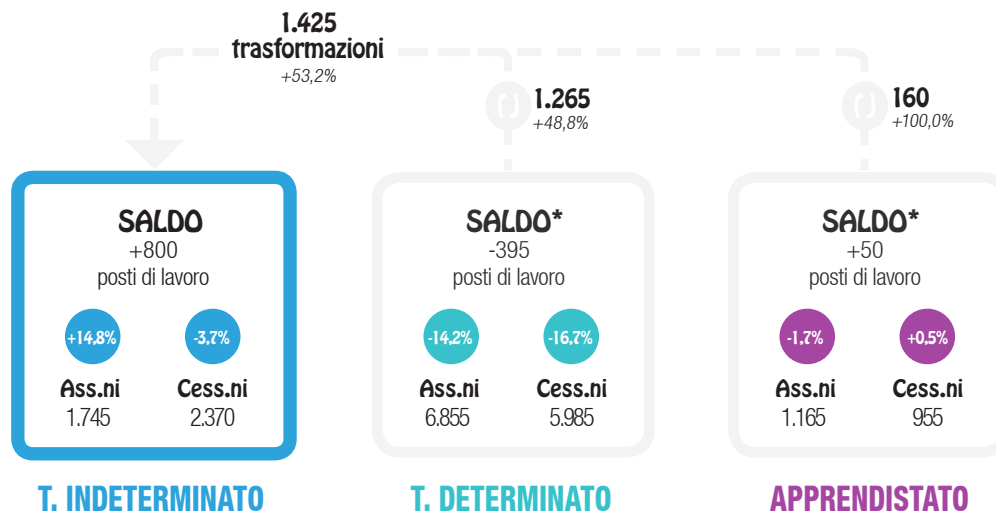 1.425
trasformazioni
+53,2%
1.265
+48,8%
160
+100,0%
SALDO
+800
posti di lavoro
+14,8%
-3,7%
Ass.ni
Cess.ni
1.745
2.370
T. INDETERMINATO
SALDO*
-395
posti di lavoro
-14,2%
-16,7%
Ass.ni
Cess.ni
6.855
5.985
T. DETERMINATO
SALDO*
+50
posti di lavoro
-1,7%
+0,5%
Ass.ni
Cess.ni
1.165
955
APPRENDISTATO